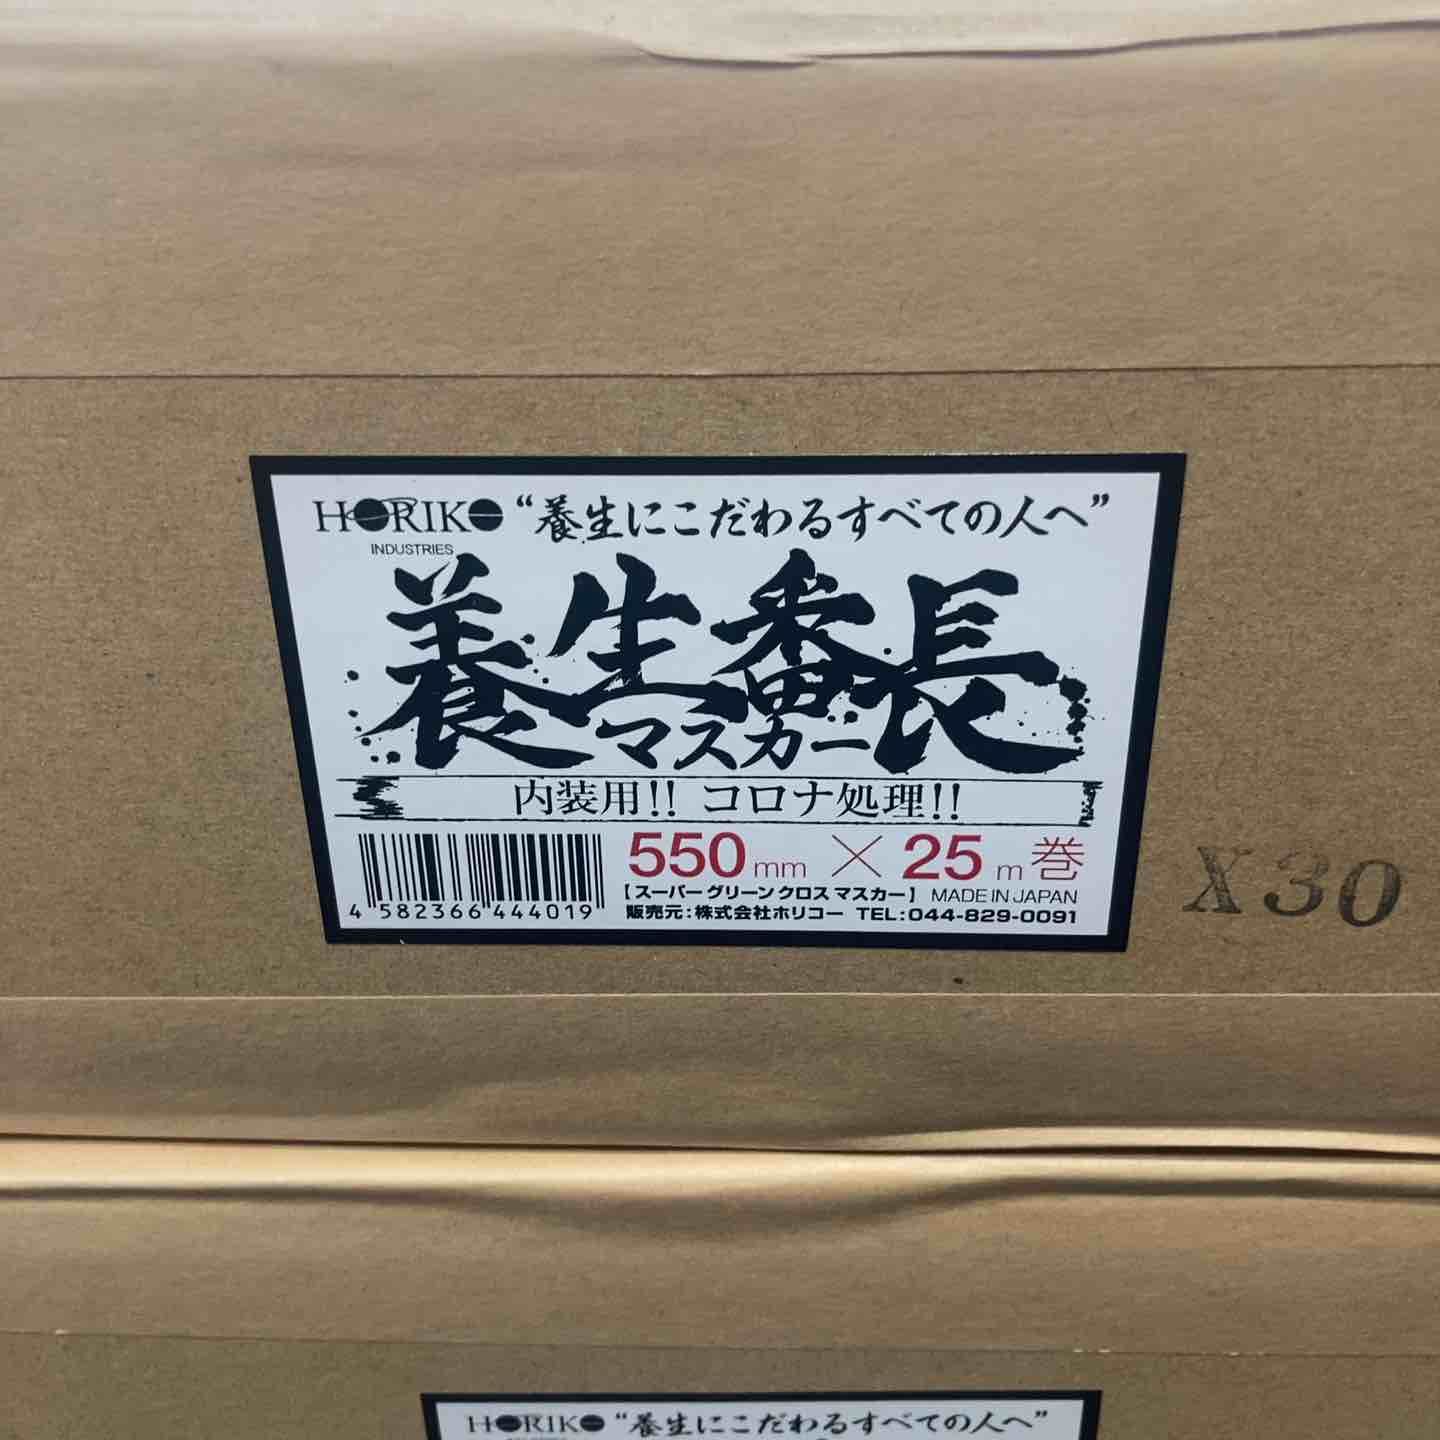 HORIKO "養生にこだわるすべての人へ"
INDUSTRIES
養生番長
マスカー
内装用!! コロナ処理!!
550mm × 25m巻
4 582366 444019
【スーパーグリーンクロスマスカー】 MADE IN JAPAN
販売元:株式会社ホリコー TEL:044-829-0091
X30
HORIKO "養生にこだわるすべての人へ"